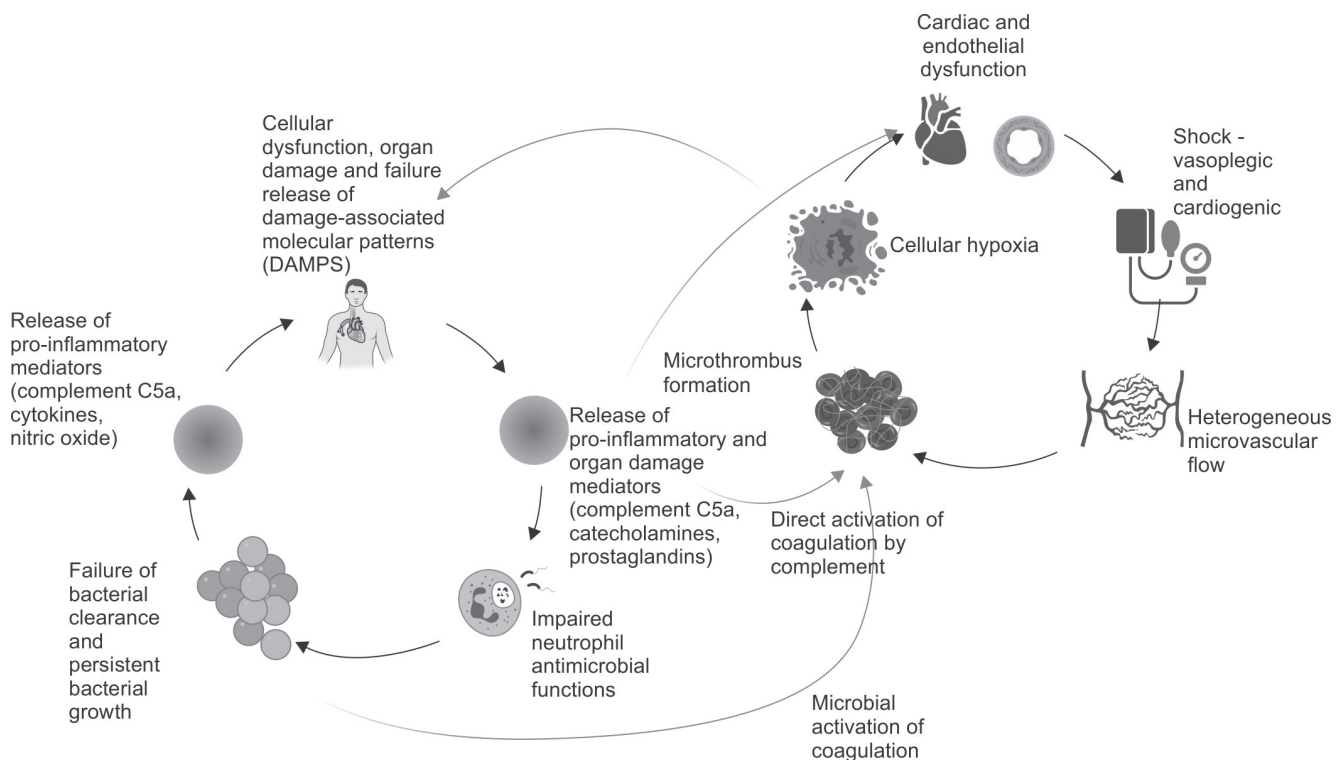 Cardiac and
endothelial
dysfunction
Cellular
dysfunction, organ
damage and failure
release of
damage-associated
molecular patterns
(DAMPS)
Shock -
vasoplegic
and
cardiogenic
Cellular hypoxia
Release of
pro-inflammatory
mediators
(complement C5a,
cytokines,
nitric oxide)
Microthrombus
formation
Release of
pro-inflammatory and
organ damage
mediators
(complement C5a,
catecholamines,
prostaglandins)
Heterogeneous
microvascular
flow
Direct activation of
coagulation by
complement
Failure of
bacterial
clearance
and
persistent
bacterial
growth
Impaired
neutrophil
antimicrobial
functions
Microbial
activation of
coagulation